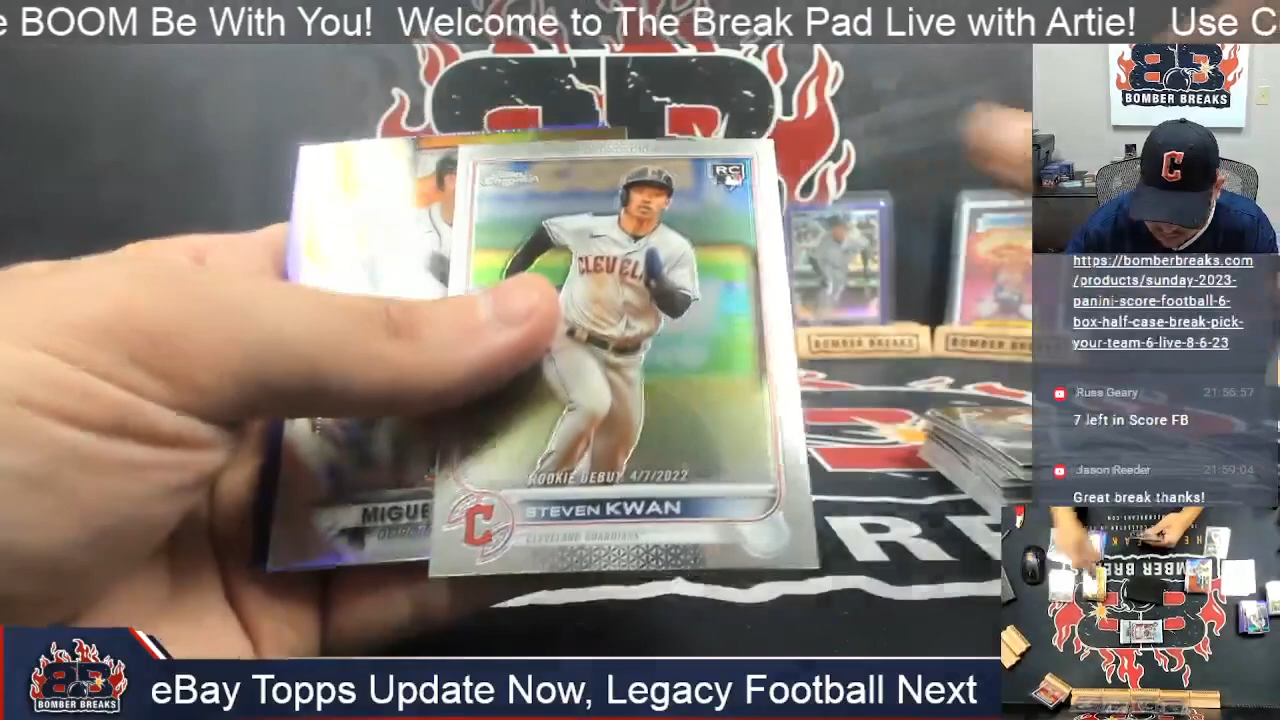 e BOOM Be With You! Welcome to The Break Pad Live with Artie! Use C
BOMBER BREAKS
https://bomberbreaks.com
/products/sunday-2023-
panini-score-football-6-
box-half-case-break-pick-
your-team-6-live-8-6-23
Russ Geary 21:56:57
7 left in Score FB
Jason Reeder 21:59:04
Great break thanks!
RC
CLEVEL
ROOKIE DEBUT 4/7/2022
C
STEVEN KWAN
CLEVELAND GUARDIANS
MIGUE
BOMBER BREAKS
BOMBER BREAKS
RE
C
BOMBER BREAKS
eBay Topps Update Now, Legacy Football Next